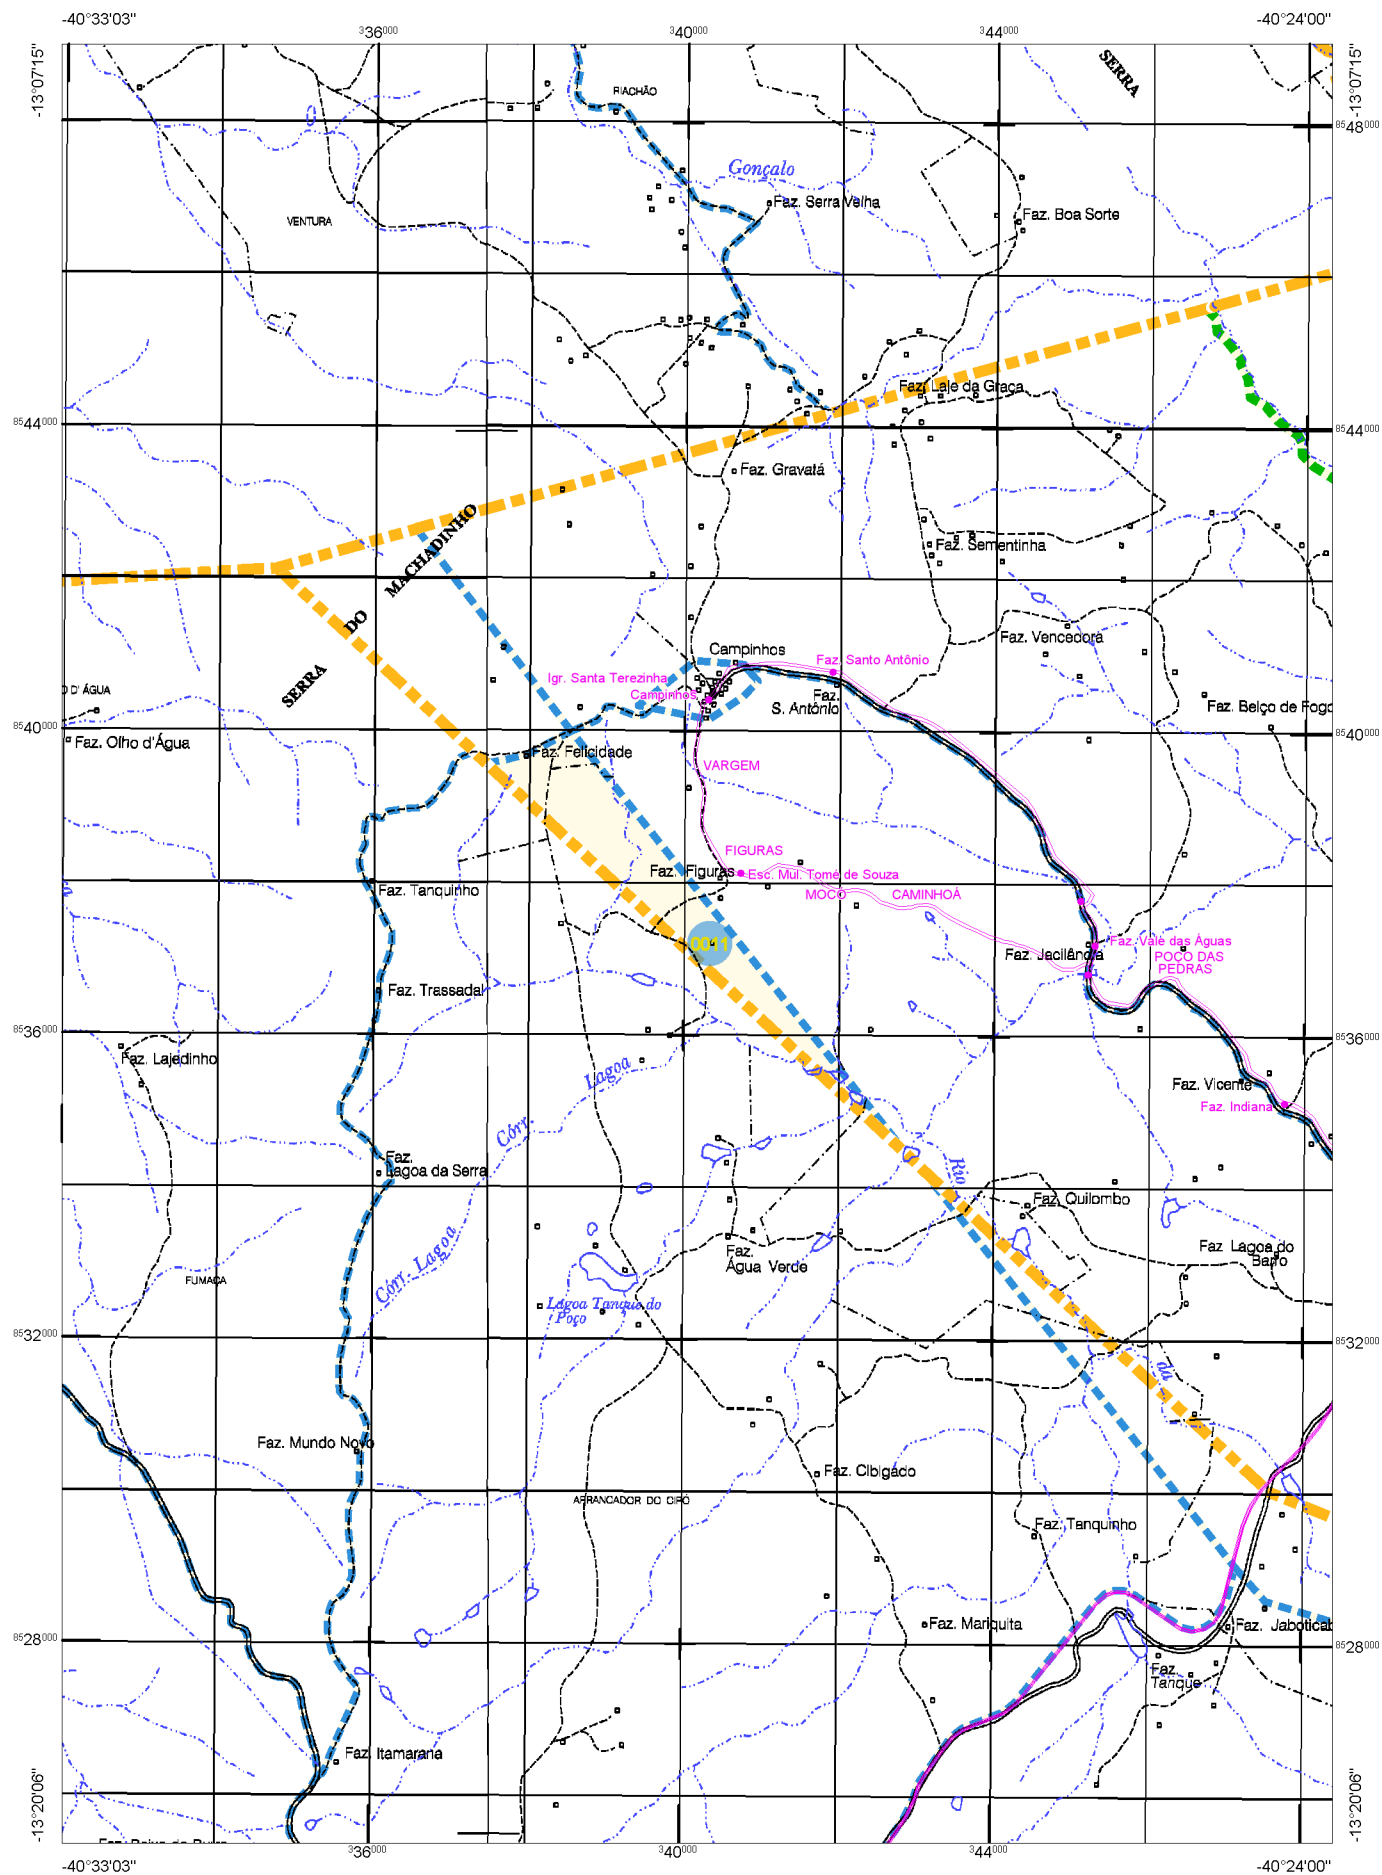 -40°33'03"
-40°24'00"
336000
340000
344000
-13°07'15"
-13°07'15"
SERRA
RIACHÃO
8548000
Gonçalo
Faz. Serra Velha
Faz. Boa Sorte
VENTURA
Faz. Laje da Graça
8544000
8544000
Faz. Gravatá
MACHADINHO
Faz. Sementinha
DO
Faz. Vencedora
Campinhos
Faz. Santo Antônio
SERRA
Igr. Santa Terezinha
Campinhos
Faz.
S. Antônio
D'ÁGUA
Faz. Belço de Fogo
8540000
8540000
Faz. Olho d'Água
Faz. Felicidade
VARGEM
FIGURAS
Faz. Figuras
Esc. Mul. Tomé de Souza
Faz. Tanquinho
MOCÓ
CAMINHOÁ
0011
Faz. Vale das Águas
Faz. Jacilândia
POÇO DAS
PEDRAS
Faz. Trassadal
8536000
8536000
Faz. Lajedinho
Lagoa
Faz. Vicente
Faz. Indiana
Córr.
Faz.
Lagoa da Serra
Rio
Faz. Quilombo
Córr. Lagoa
Faz. Lagoa do
Barro
Faz.
Água Verde
FUMAÇA
Lagoa Tanque do
Poço
8532000
8532000
da
Faz. Mundo Novo
Faz. Cibigado
ARRANCADOR DO CIPÓ
Faz. Tanquinho
Faz. Mariquita
Faz. Jaboticab
8528000
8528000
Faz.
Tanque
Faz. Itamarana
-13°20'06"
-13°20'06"
336000
340000
344000
-40°33'03"
-40°24'00"